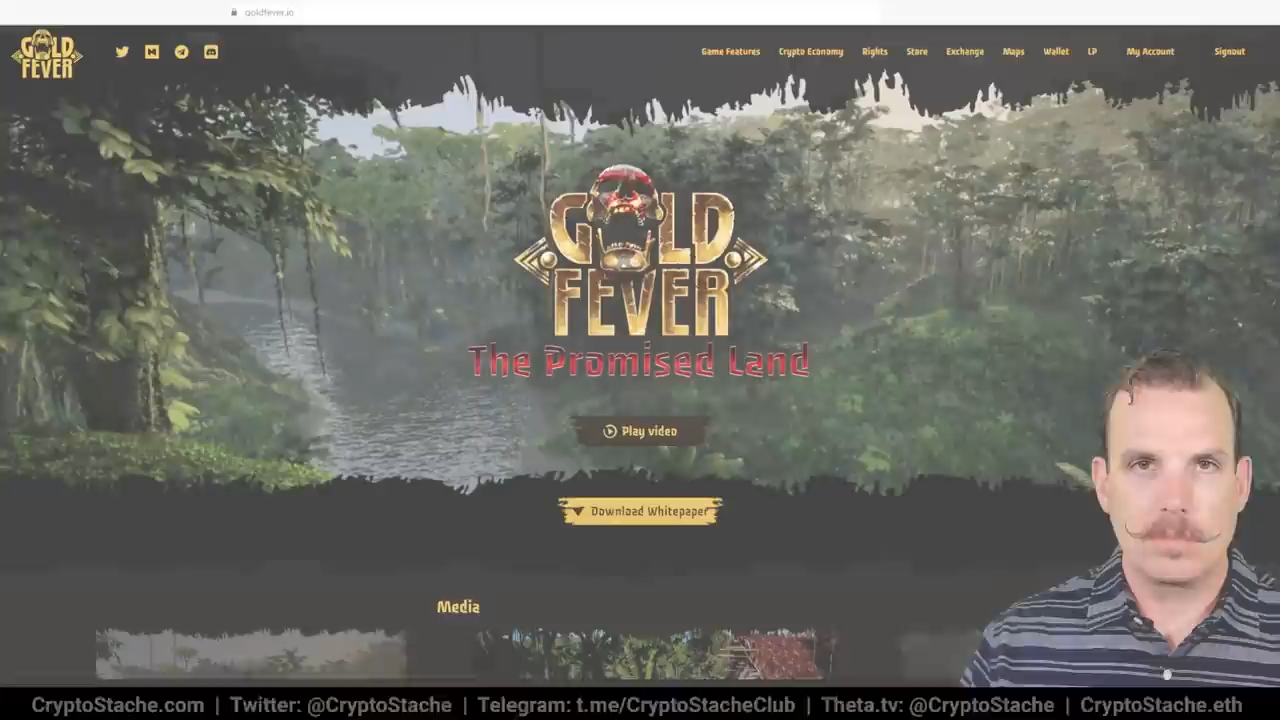 goldfever.io
GOLD.
FEVER
Game Features Crypto Economy Rights Store Exchange Maps Wallet LP My Account Signout
GOLD.
FEVER
The Promised Land
Play video
Download Whitepaper
Media
CryptoStache.com | Twitter: @CryptoStache | Telegram: t.me/CryptoStacheClub | Theta.tv: @CryptoStache | CryptoStache.eth